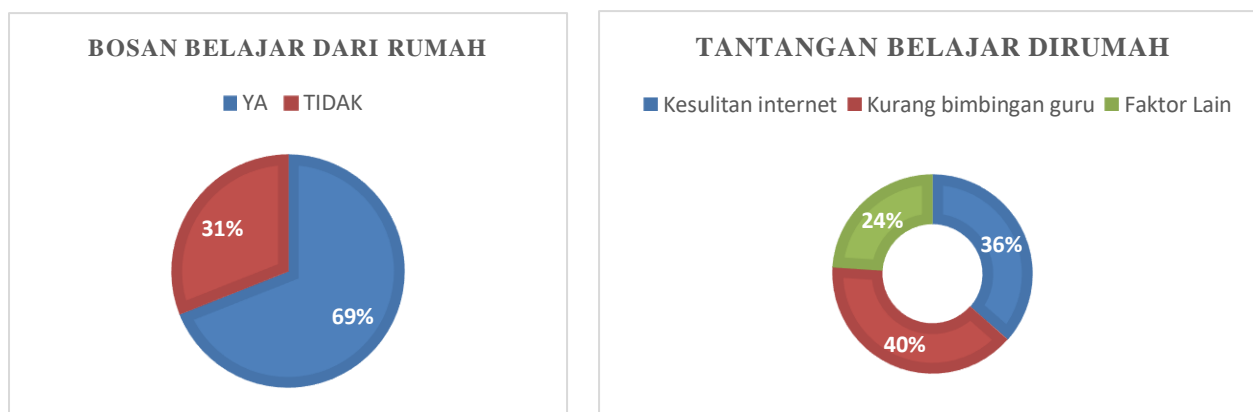 BOSAN BELAJAR DARI RUMAH
YA TIDAK
31%
69%
TANTANGAN BELAJAR DIRUMAH
Kesulitan internet Kurang bimbingan guru Faktor Lain
24%
36%
40%